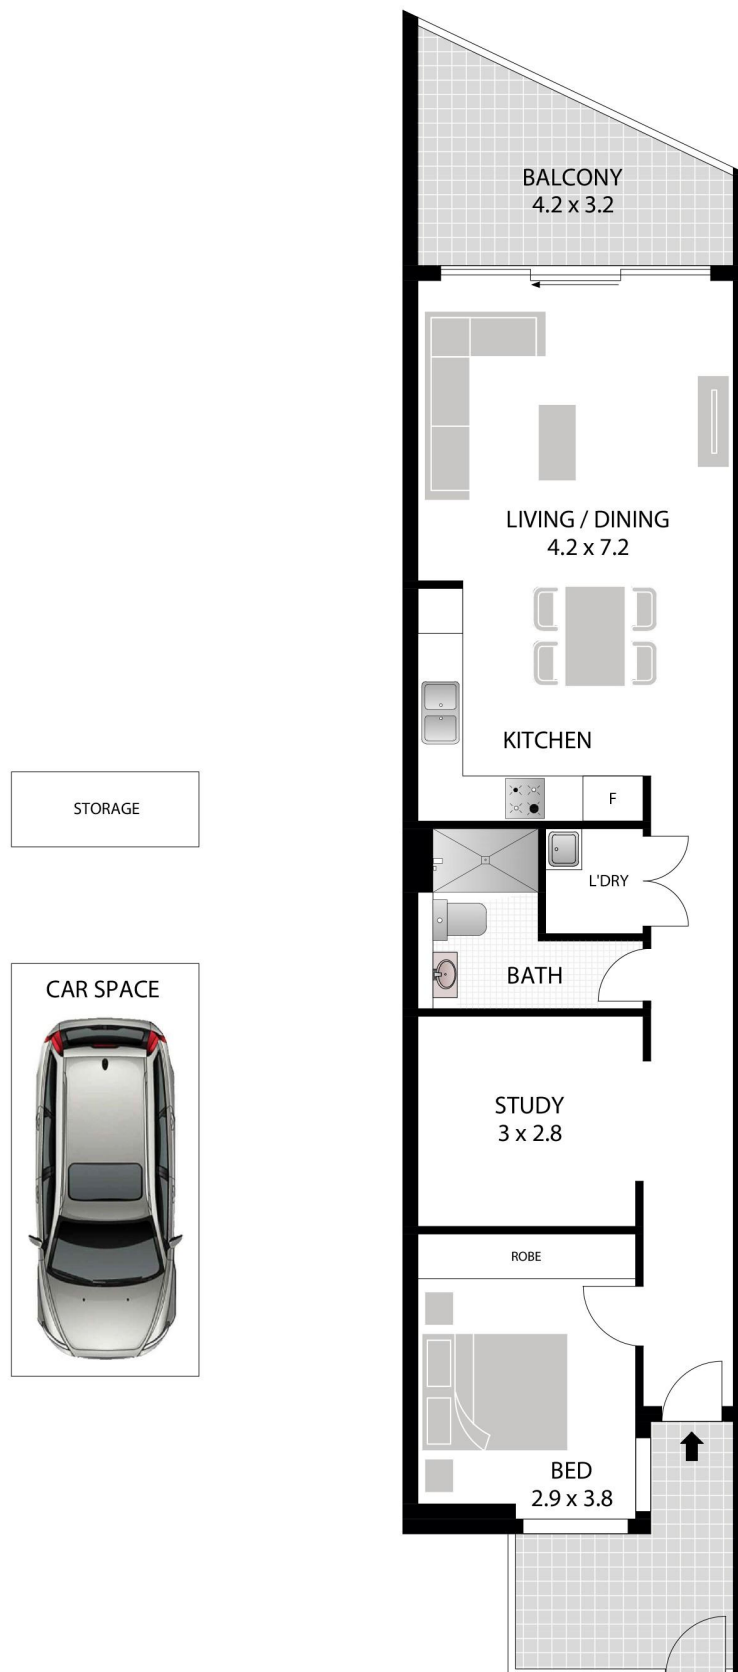 BALCONY
4.2 x 3.2
LIVING / DINING
4.2 x 7.2
KITCHEN
F
STORAGE
L'DRY
BATH
CAR SPACE
STUDY
3 x 2.8
ROBE
BED
2.9 x 3.8